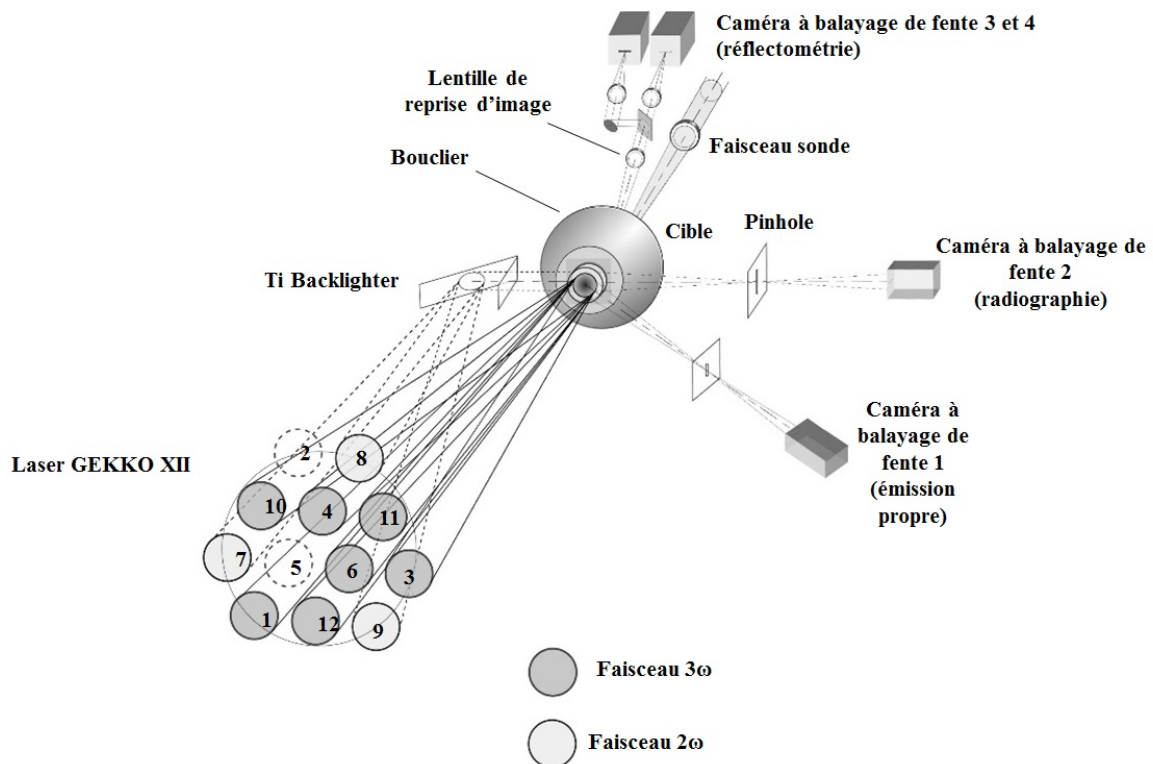 Caméra à balayage de fente 3 et 4
(réflectométrie)
Lentille de
reprise d'image
Faisceau sonde
Bouclier
Cible
Pinhole
Caméra à balayage de
fente 2
(radiographie)
Ti Backlighter
Caméra à
balayage de
fente 1
(émission
propre)
Laser GEKKO XII
2
8
10
4
11
7
5
6
3
1
12
9
Faisceau 3ω
Faisceau 2ω